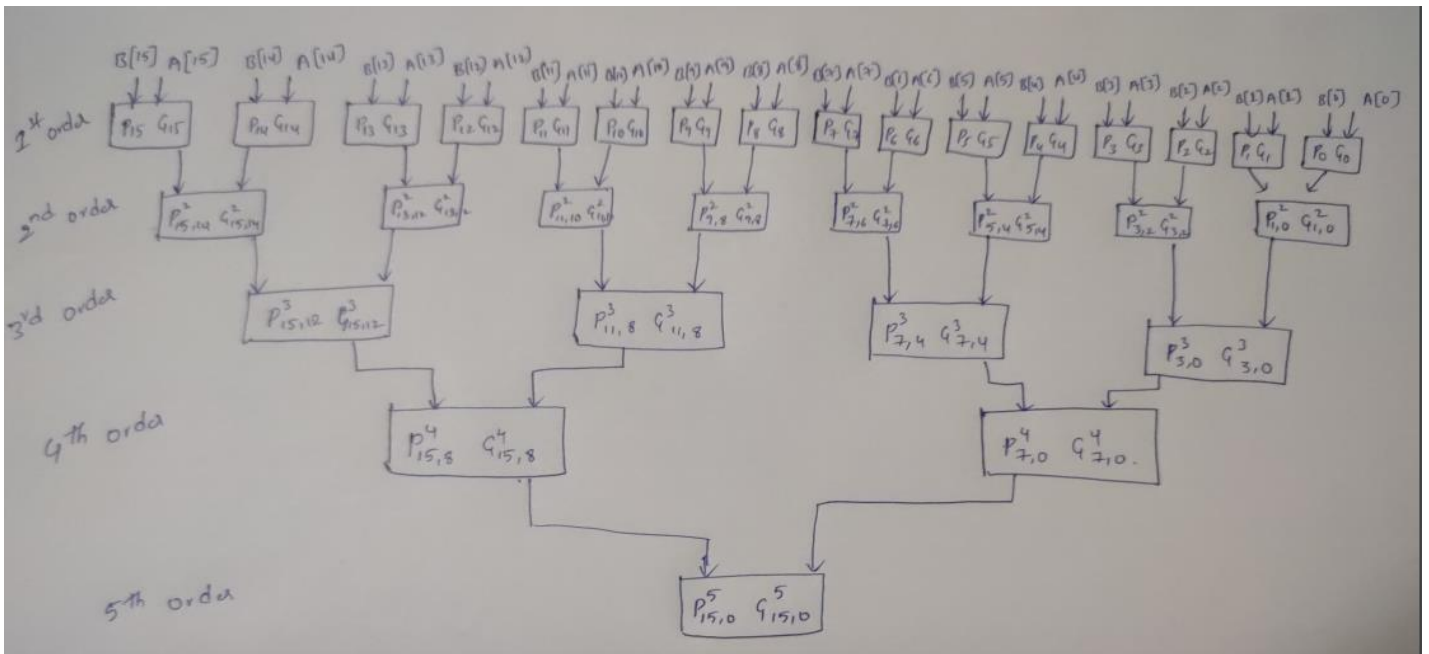 B[15] A[15] B[14] A[14] B[13] A[13] B[12] A[12] B[11] A[11] B[10] A[10] B[9] A[9] B[8] A[8] B[7] A[7] B[6] A[6] B[5] A[5] B[4] A[4] B[3] A[3] B[2] A[2] B[1] A[1] B[0] A[0]
1st order P15 G15 P14 G14 P13 G13 P12 G12 P11 G11 P10 G10 P9 G9 P8 G8 P7 G7 P6 G6 P5 G5 P4 G4 P3 G3 P2 G2 P1 G1 P0 G0
2nd order P²15,14 G²15,14 P²13,12 G²13,12 P²11,10 P²9,8 G²9,8 P²7,6 P²5,4 G²5,4 P²3,2 G²3,2 P²1,0 G²1,0
3rd order P³15,12 G³15,12 P³11,8 G³11,8 P³7,4 G³7,4 P³3,0 G³3,0
4th order P⁴15,8 G⁴15,8 P⁴7,0 G⁴7,0.
5th order P⁵15,0 G⁵15,0